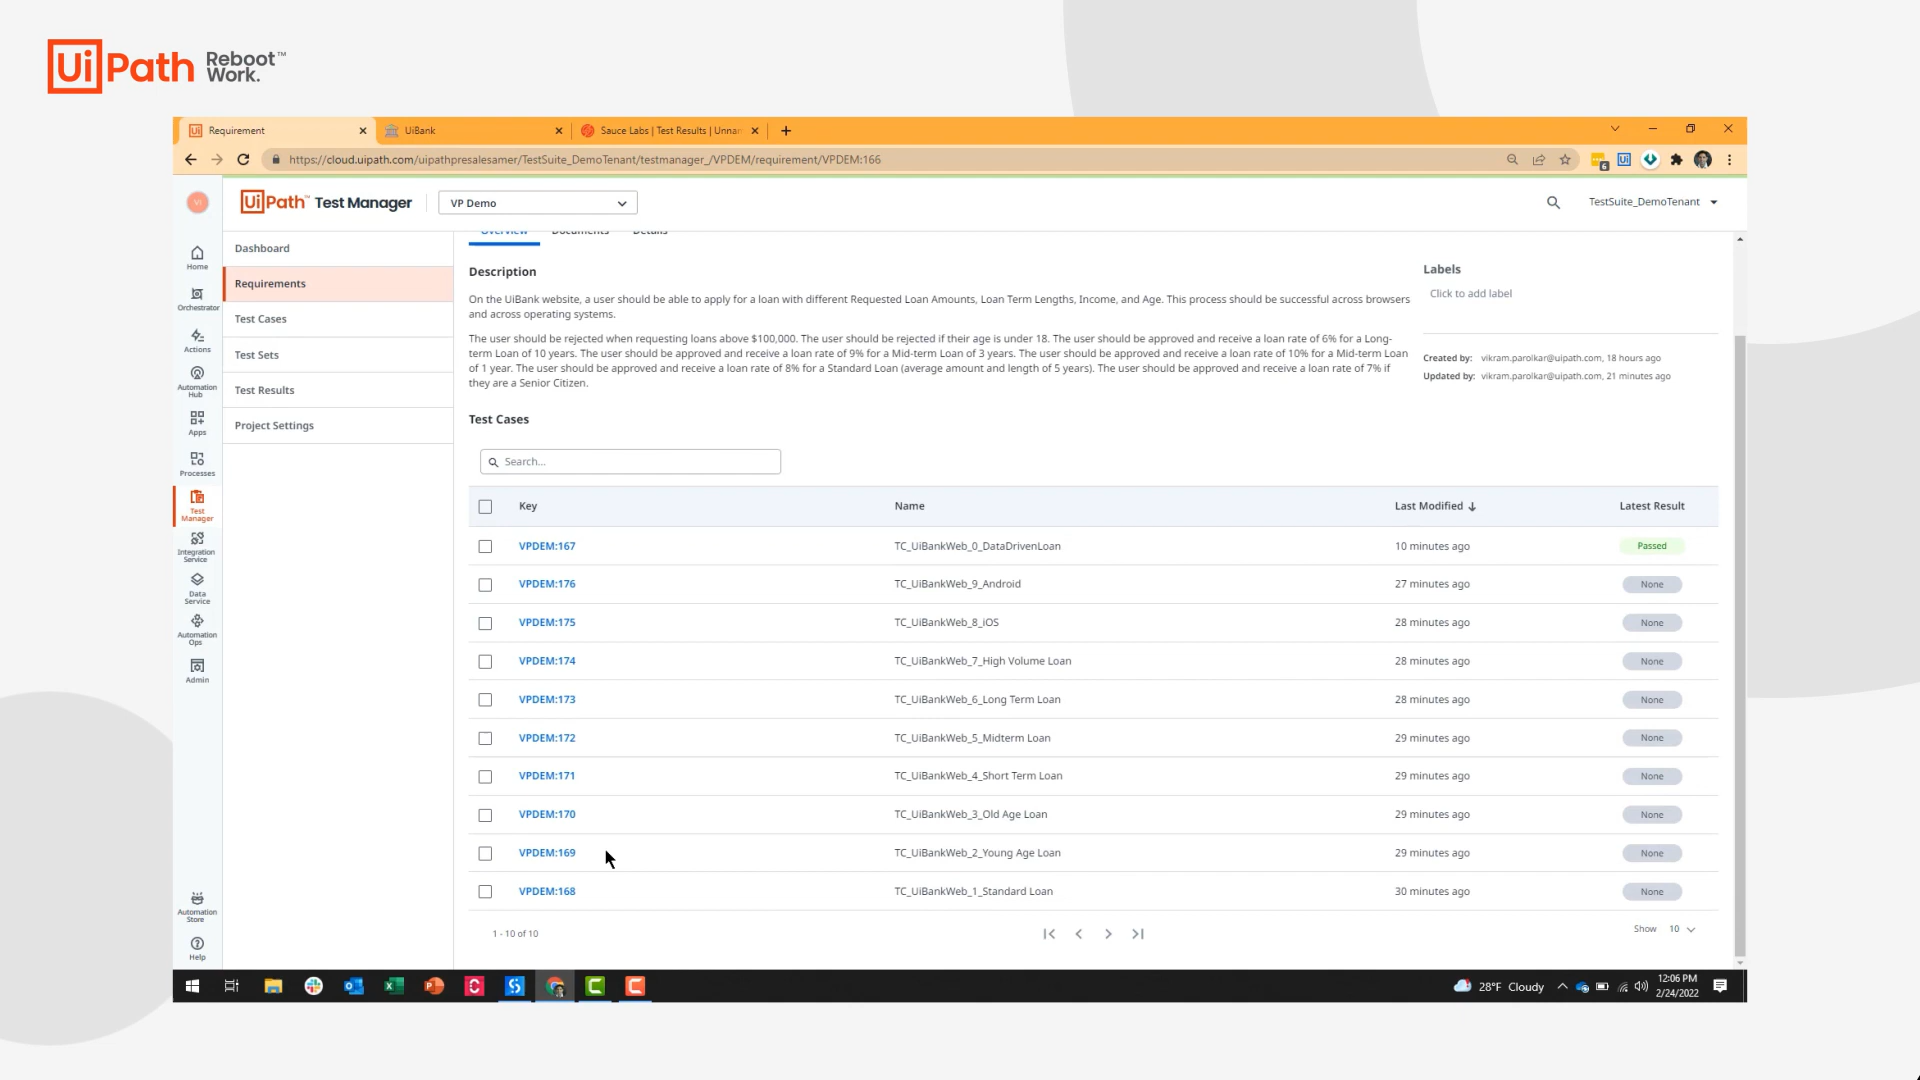 UiPath Reboot Work.™
Requirement
UiBank
Sauce Labs | Test Results | Unnar
https://cloud.uipath.com/uipathpresalesamer/TestSuite_DemoTenant/testmanager_/VPDEM/requirement/VPDEM:166
6
VI
UiPath™ Test Manager
VP Demo
TestSuite_DemoTenant
Home
Orchestrator
Actions
Automation Hub
Apps
Processes
Test Manager
Integration Service
Data Service
Automation Ops
Admin
Automation Store
Help
Dashboard
Requirements
Test Cases
Test Sets
Test Results
Project Settings
Overview Documents Details
Description
On the UiBank website, a user should be able to apply for a loan with different Requested Loan Amounts, Loan Term Lengths, Income, and Age. This process should be successful across browsers
and across operating systems.
The user should be rejected when requesting loans above $100,000. The user should be rejected if their age is under 18. The user should be approved and receive a loan rate of 6% for a Long-
term Loan of 10 years. The user should be approved and receive a loan rate of 9% for a Mid-term Loan of 3 years. The user should be approved and receive a loan rate of 10% for a Mid-term Loan
of 1 year. The user should be approved and receive a loan rate of 8% for a Standard Loan (average amount and length of 5 years). The user should be approved and receive a loan rate of 7% if
they are a Senior Citizen.
Labels
Click to add label
Created by: vikram.parolkar@uipath.com, 18 hours ago
Updated by: vikram.parolkar@uipath.com, 21 minutes ago
Test Cases
Search...
Key Name Last Modified Latest Result
VPDEM:167 TC_UiBankWeb_0_DataDrivenLoan 10 minutes ago Passed
VPDEM:176 TC_UiBankWeb_9_Android 27 minutes ago None
VPDEM:175 TC_UiBankWeb_8_iOS 28 minutes ago None
VPDEM:174 TC_UiBankWeb_7_High Volume Loan 28 minutes ago None
VPDEM:173 TC_UiBankWeb_6_Long Term Loan 28 minutes ago None
VPDEM:172 TC_UiBankWeb_5_Midterm Loan 29 minutes ago None
VPDEM:171 TC_UiBankWeb_4_Short Term Loan 29 minutes ago None
VPDEM:170 TC_UiBankWeb_3_Old Age Loan 29 minutes ago None
VPDEM:169 TC_UiBankWeb_2_Young Age Loan 29 minutes ago None
VPDEM:168 TC_UiBankWeb_1_Standard Loan 30 minutes ago None
1 - 10 of 10
Show 10
28°F Cloudy
12:06 PM
2/24/2022